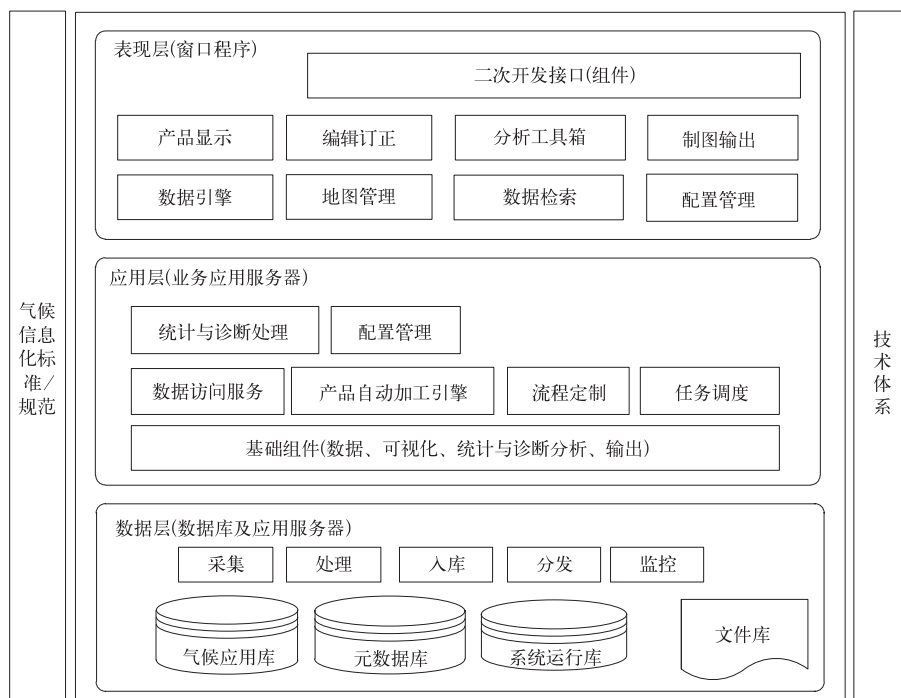 气候
信息
化标
准/
规范
表现层(窗口程序)
二次开发接口(组件)
产品显示
编辑订正
分析工具箱
制图输出
数据引擎
地图管理
数据检索
配置管理
应用层(业务应用服务器)
统计与诊断处理
配置管理
数据访问服务
产品自动加工引擎
流程定制
任务调度
基础组件(数据、可视化、统计与诊断分析、输出)
数据层(数据库及应用服务器)
采集
处理
入库
分发
监控
气候应用库
元数据库
系统运行库
文件库
技
术
体
系